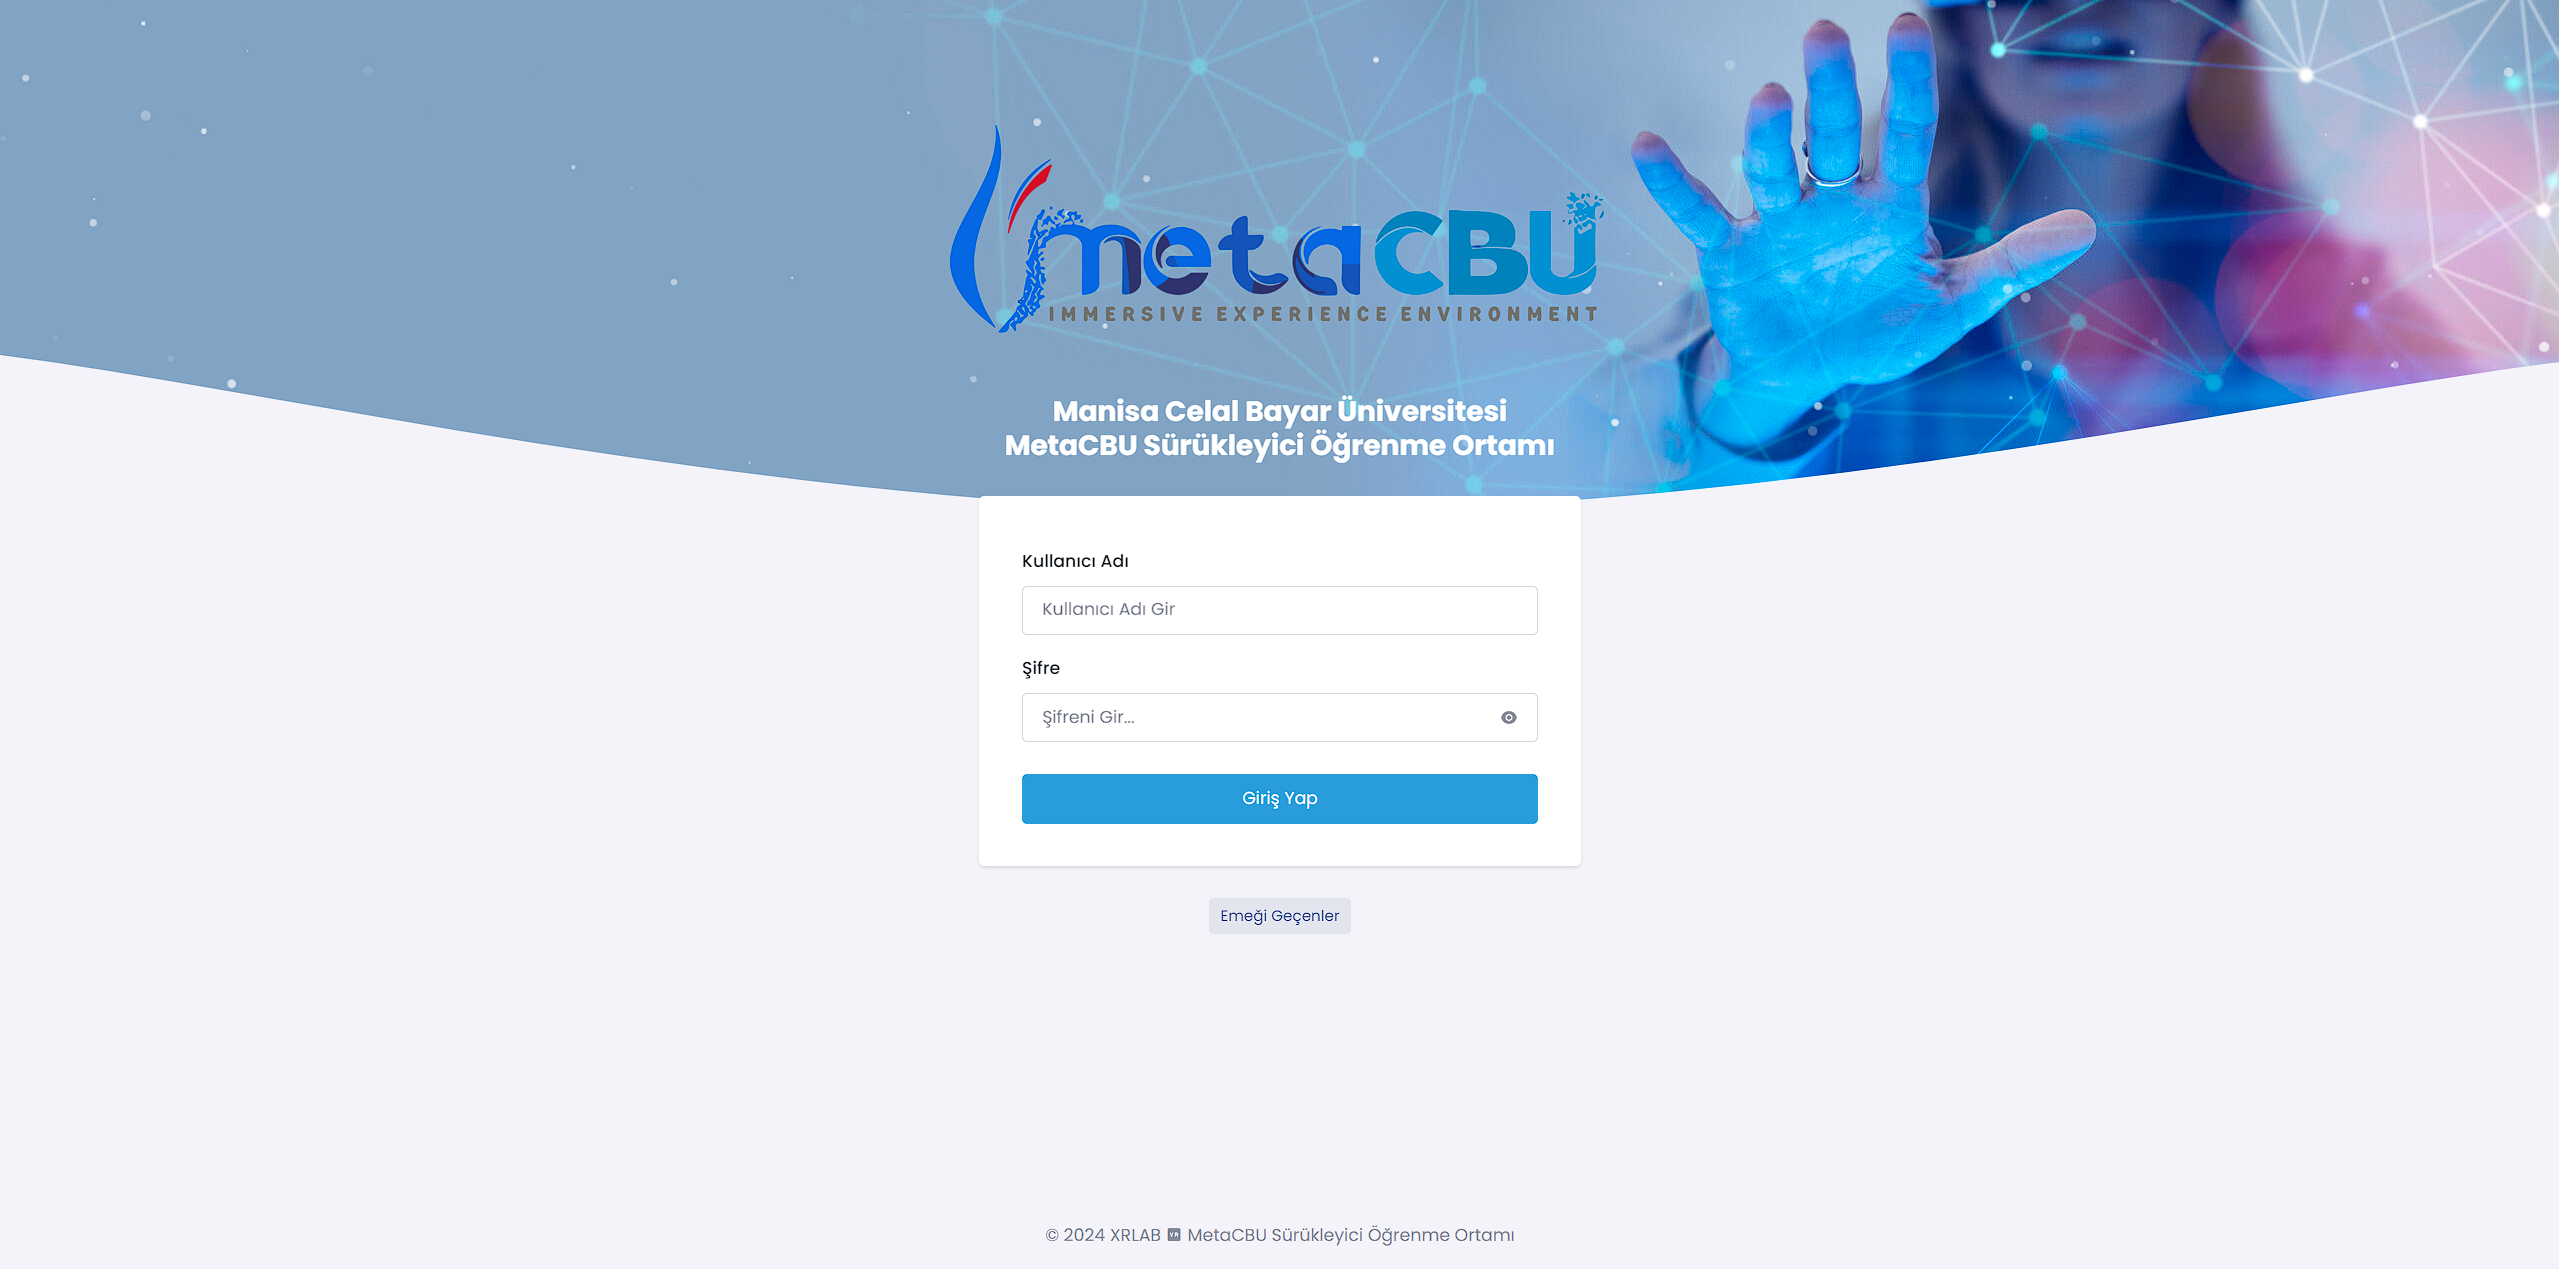 metaCBU
IMMERSIVE EXPERIENCE ENVIRONMENT
Manisa Celal Bayar Üniversitesi
MetaCBU Sürükleyici Öğrenme Ortamı
Kullanıcı Adı
Kullanıcı Adı Gir
Şifre
Şifreni Gir...
Giriş Yap
Emeği Geçenler
© 2024 XRLAB VR MetaCBU Sürükleyici Öğrenme Ortamı